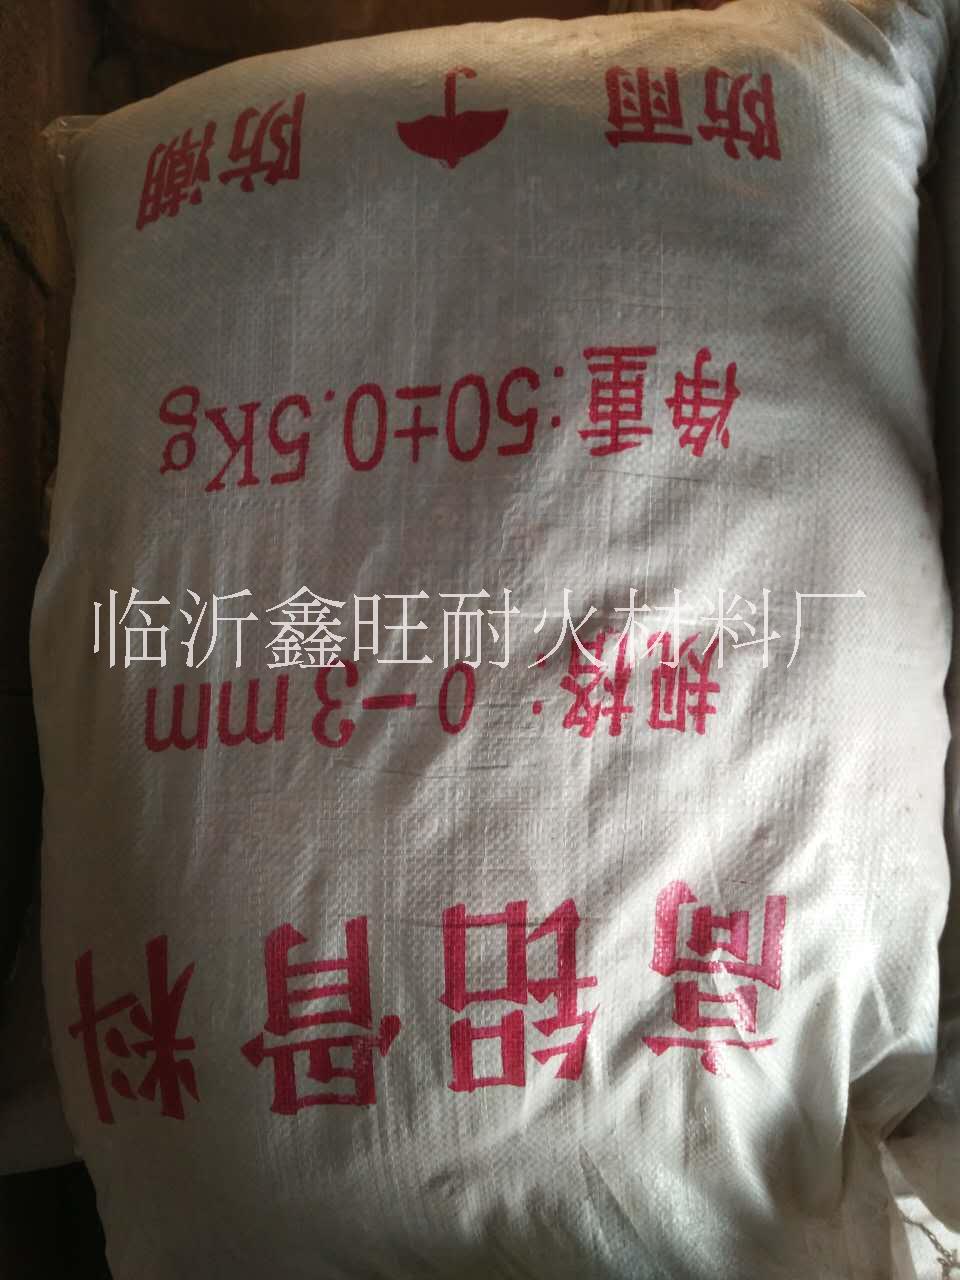 高铝骨料
规格:0-3mm
净重:50±0.5Kg
防雨 防潮
临沂鑫旺耐火材料厂